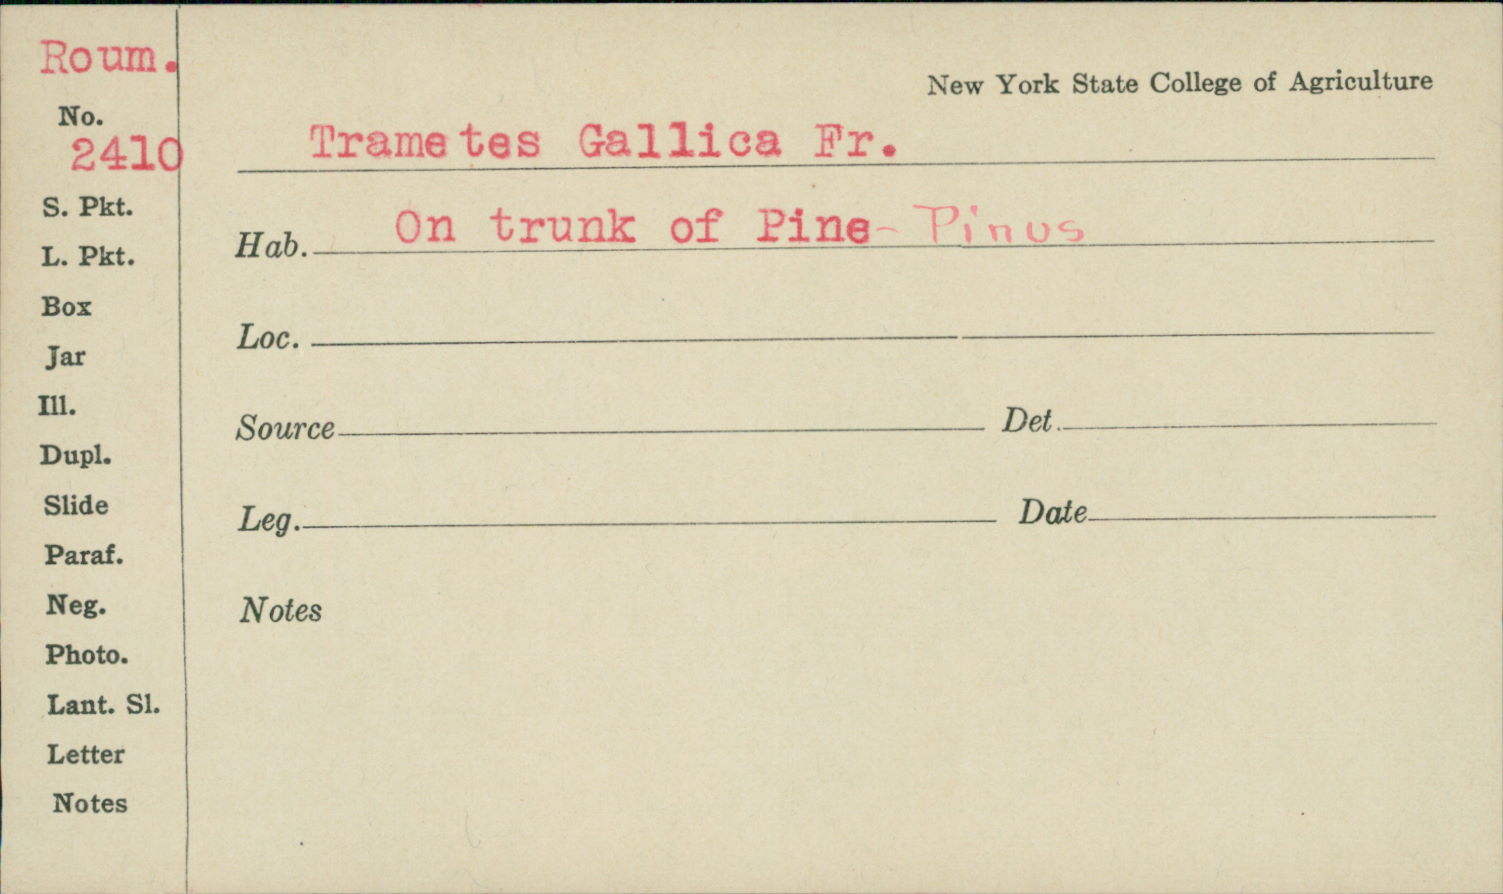 Roum.
New York State College of Agriculture
No.
2410
Trametes Gallica Fr.
S. Pkt.
Hab. On trunk of Pine - Pinus
L. Pkt.
Box
Loc.
Jar
Ill.
Source Det.
Dupl.
Slide
Leg. Date
Paraf.
Neg.
Notes
Photo.
Lant. Sl.
Letter
Notes